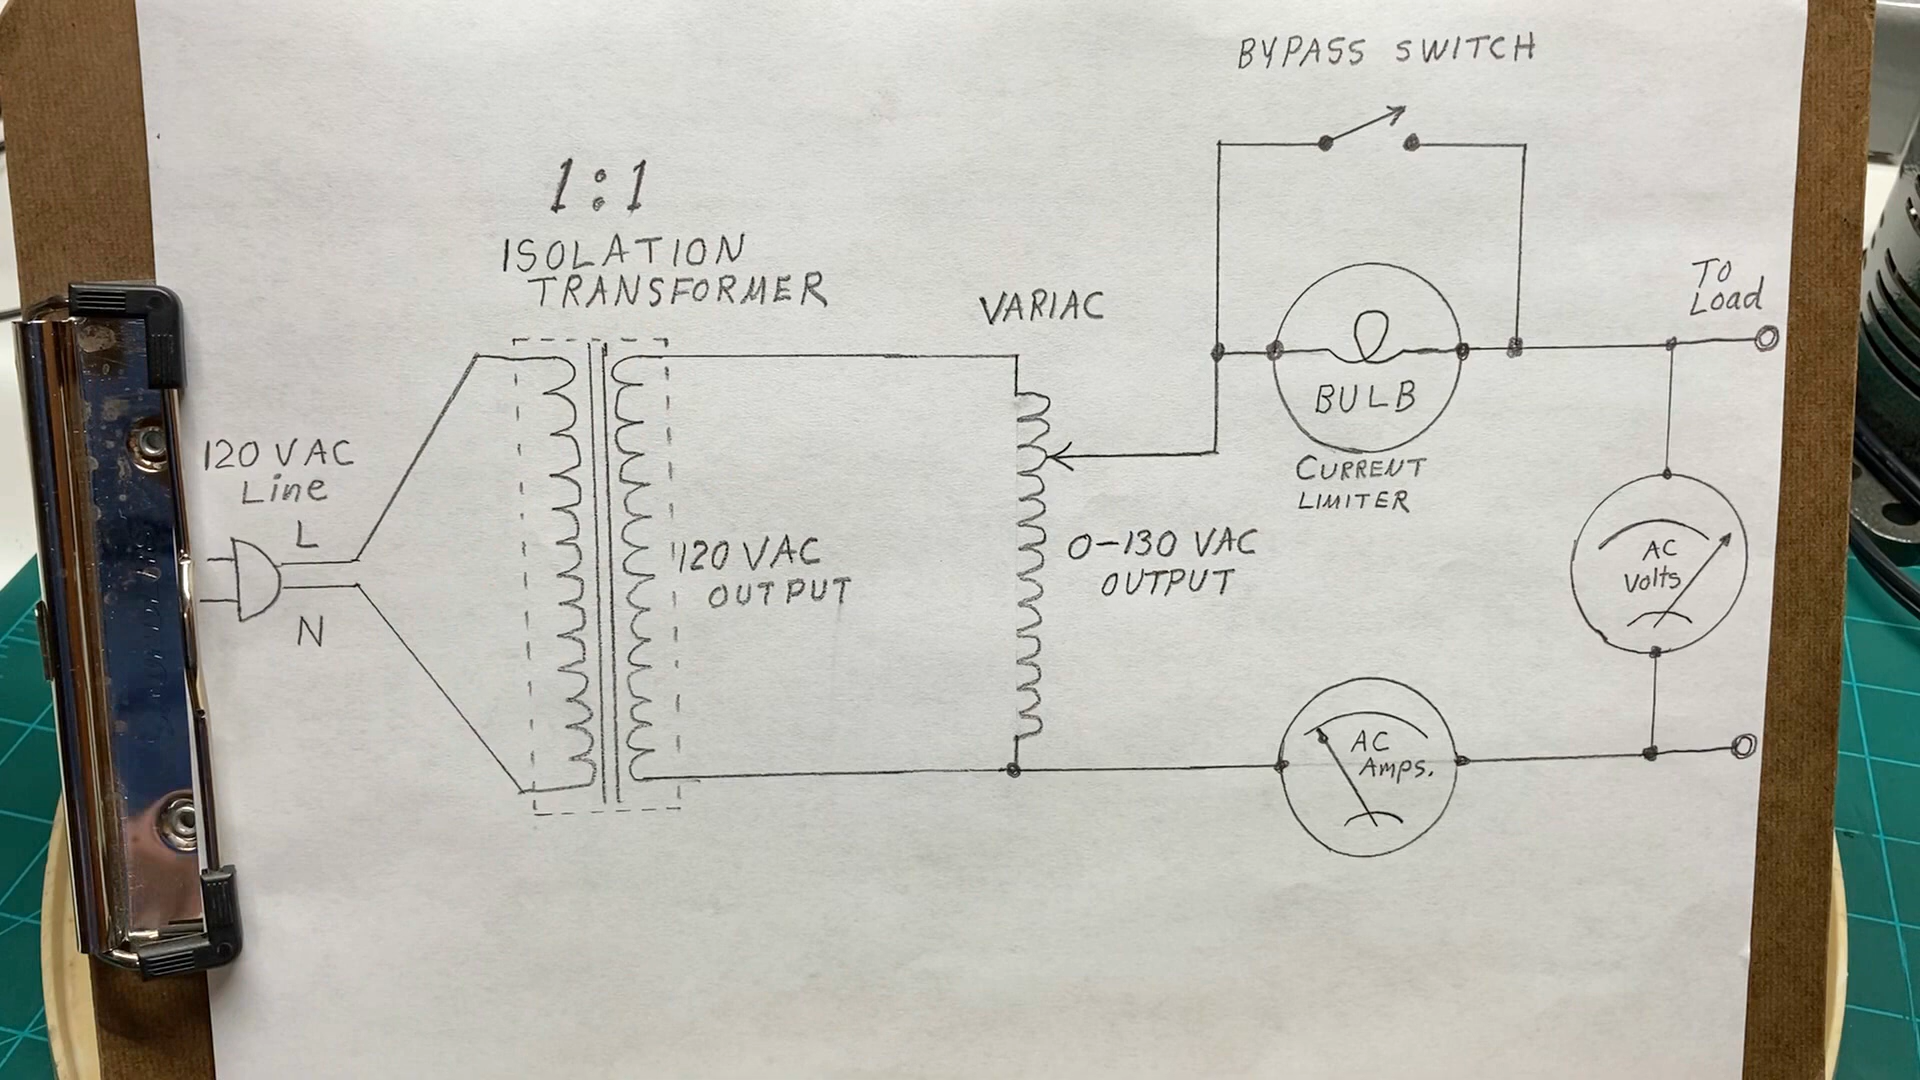 BYPASS SWITCH
1:1
ISOLATION
TRANSFORMER
VARIAC
TO
Load
120 VAC
Line
L
N
120 VAC
OUTPUT
0-130 VAC
OUTPUT
BULB
CURRENT
LIMITER
AC
Volts
AC
Amps.